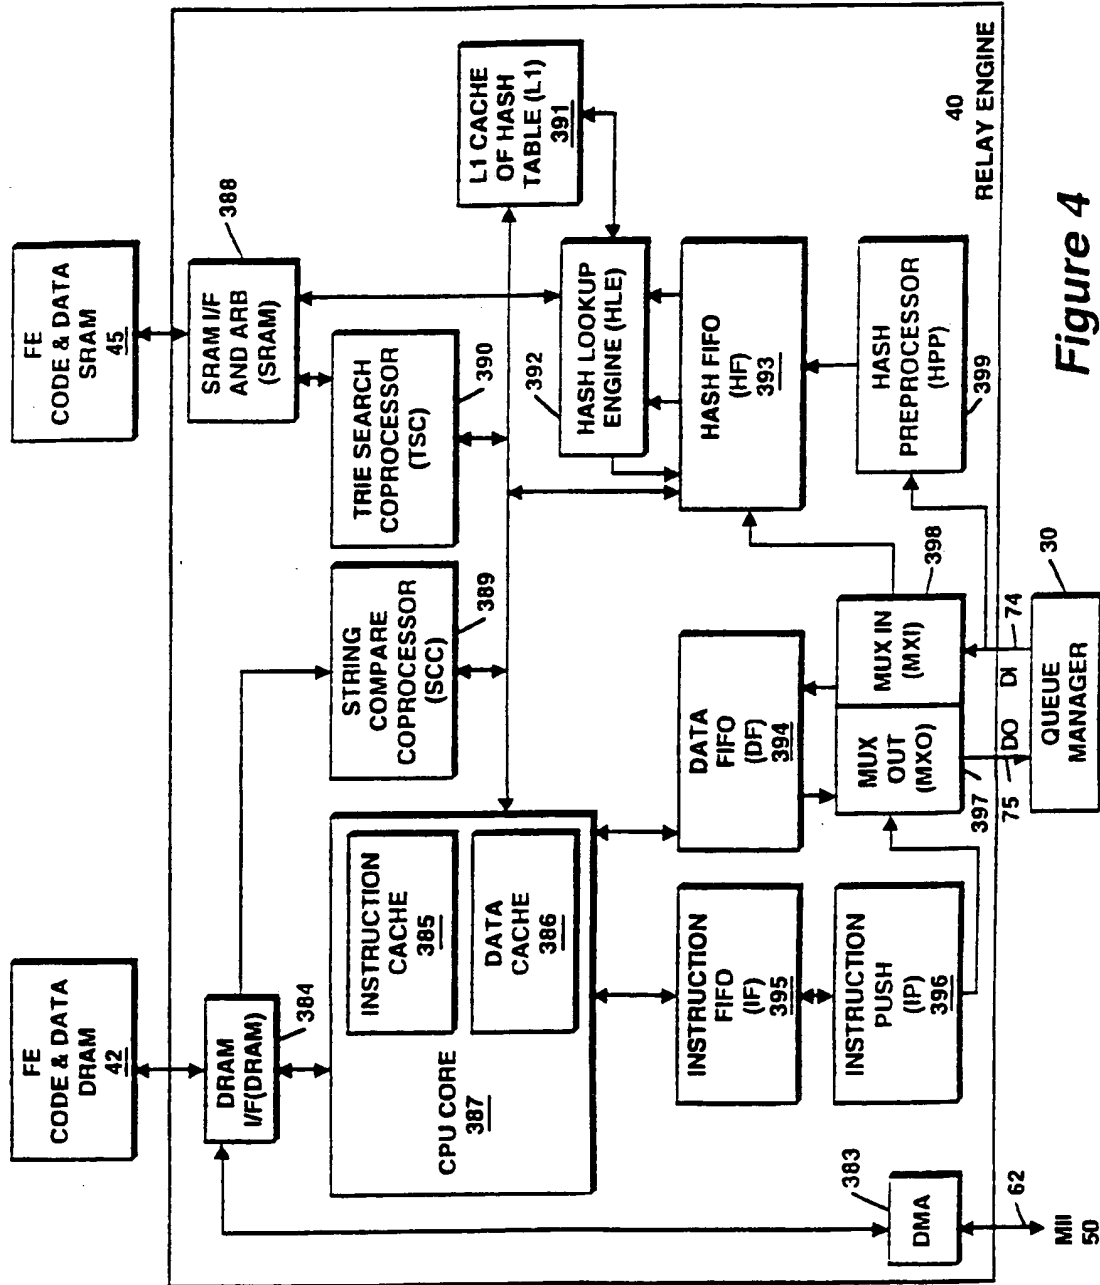 FE
CODE & DATA
DRAM
42
FE
CODE & DATA
SRAM
45
DRAM
I/F(DRAM)
384
SRAM I/F
AND ARB
(SRAM)
388
CPU CORE
387
INSTRUCTION
CACHE
385
DATA
CACHE
386
STRING
COMPARE
COPROCESSOR
(SCC)
389
TRIE SEARCH
COPROCESSOR
(TSC)
390
L1 CACHE
OF HASH
TABLE (L1)
391
392
HASH LOOKUP
ENGINE (HLE)
INSTRUCTION
FIFO
(IF)
395
DATA
FIFO
(DF)
394
HASH FIFO
(HF)
393
383
DMA
INSTRUCTION
PUSH
(IP)
396
MUX
OUT
(MXO)
397
MUX IN
(MXI)
398
HASH
PREPROCESSOR
(HPP)
399
40
RELAY ENGINE
62
MII
50
75
DO
DI
74
QUEUE
MANAGER
30
Figure 4